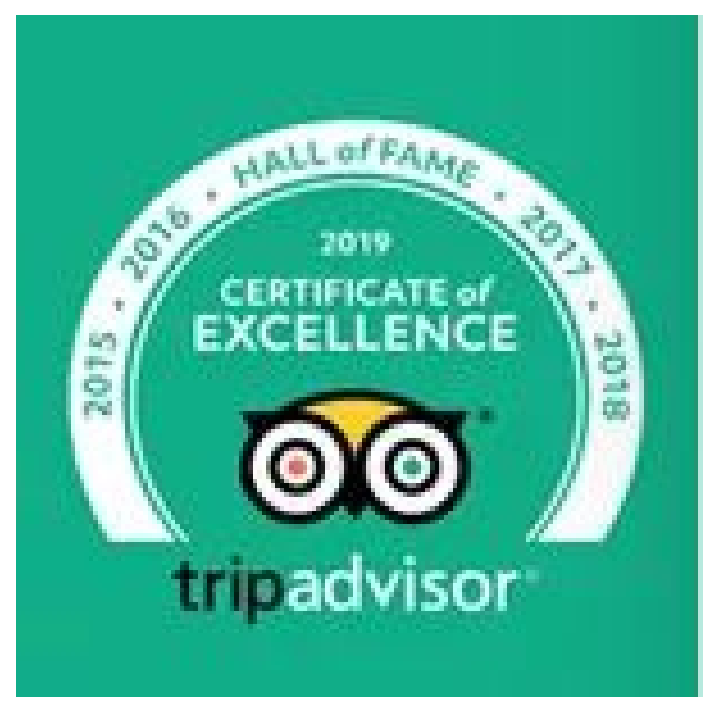 2015 • 2016 • HALL of FAME • 2017 • 2018
2019
CERTIFICATE of
EXCELLENCE
tripadvisor®